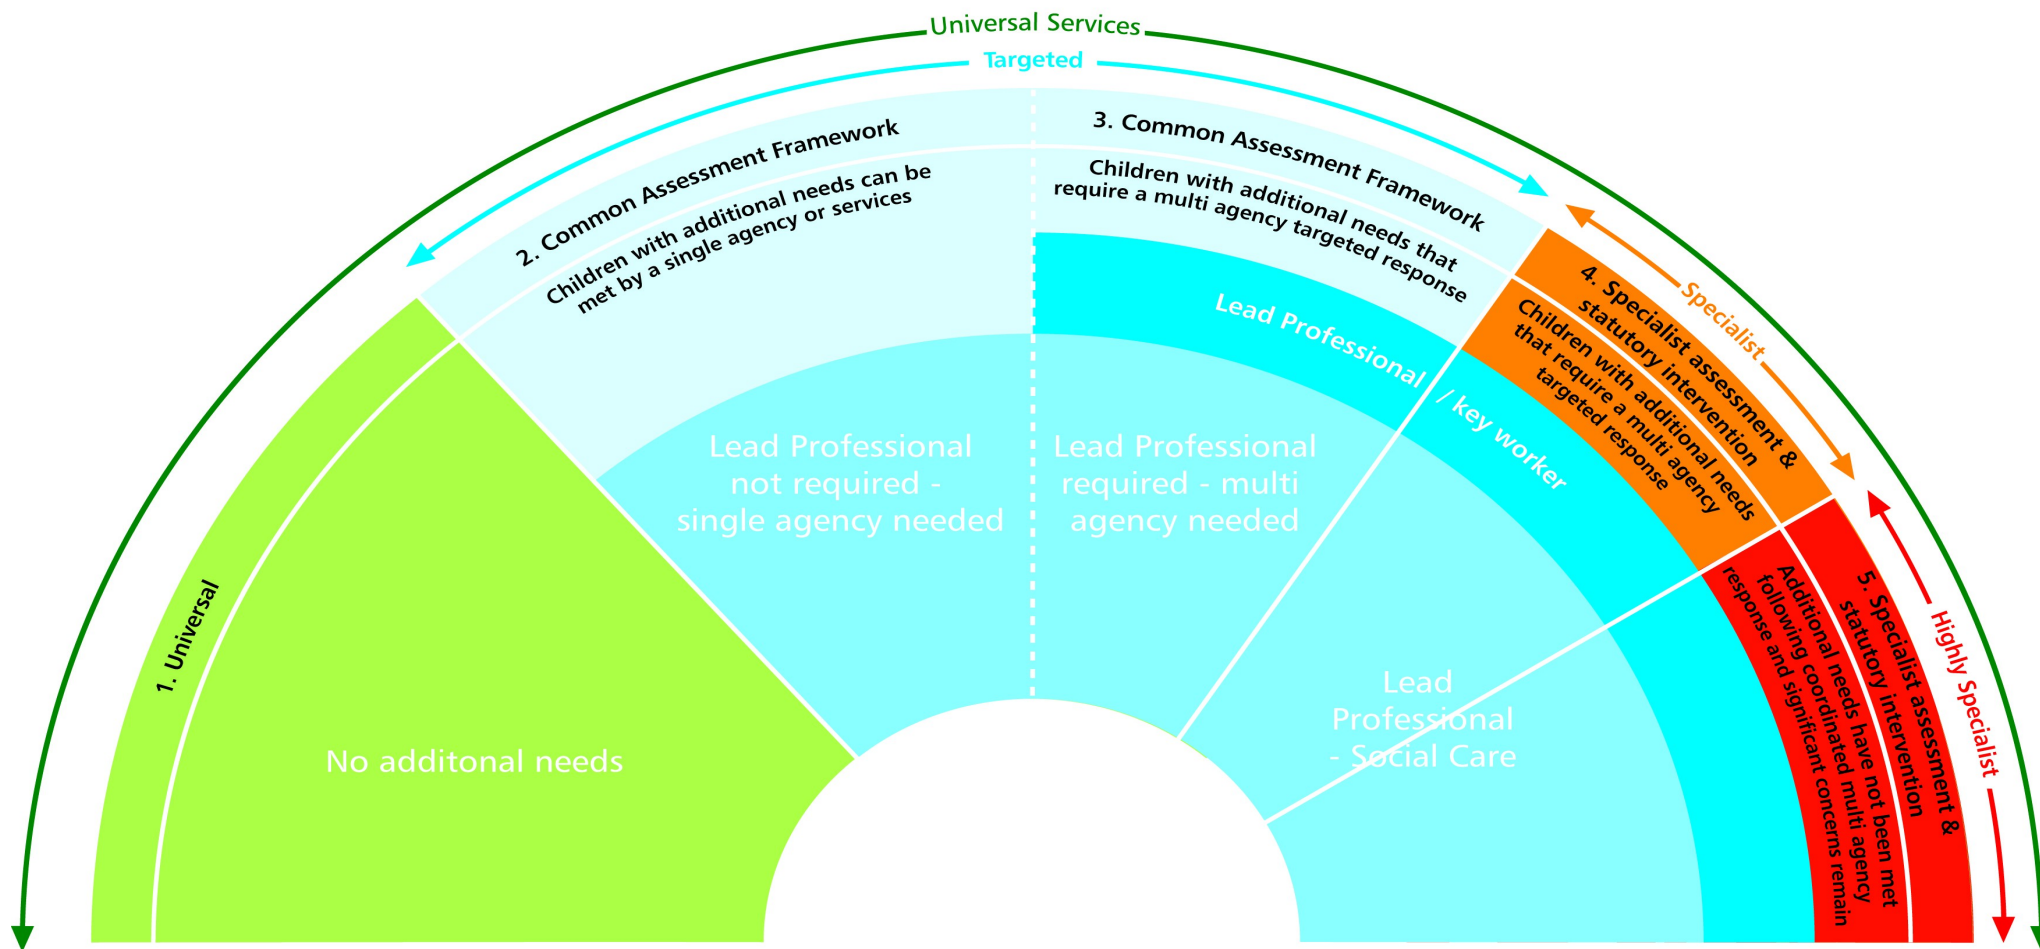 Universal Services
Targeted
Specialist
Highly Specialist
1. Universal
No additonal needs
2. Common Assessment Framework
Children with additional needs can be
met by a single agency or services
Lead Professional
not required -
single agency needed
3. Common Assessment Framework
Children with additional needs that
require a multi agency targeted response
Lead Professional / key worker
Lead Professional
required - multi
agency needed
4. Specialist assessment &
statutory intervention
Children with additional needs
that require a multi agency
targeted response
Lead
Professional
- Social Care
5. Specialist assessment &
statutory intervention
Additional needs have not been met
following coordinated multi agency
response and significant concerns remain